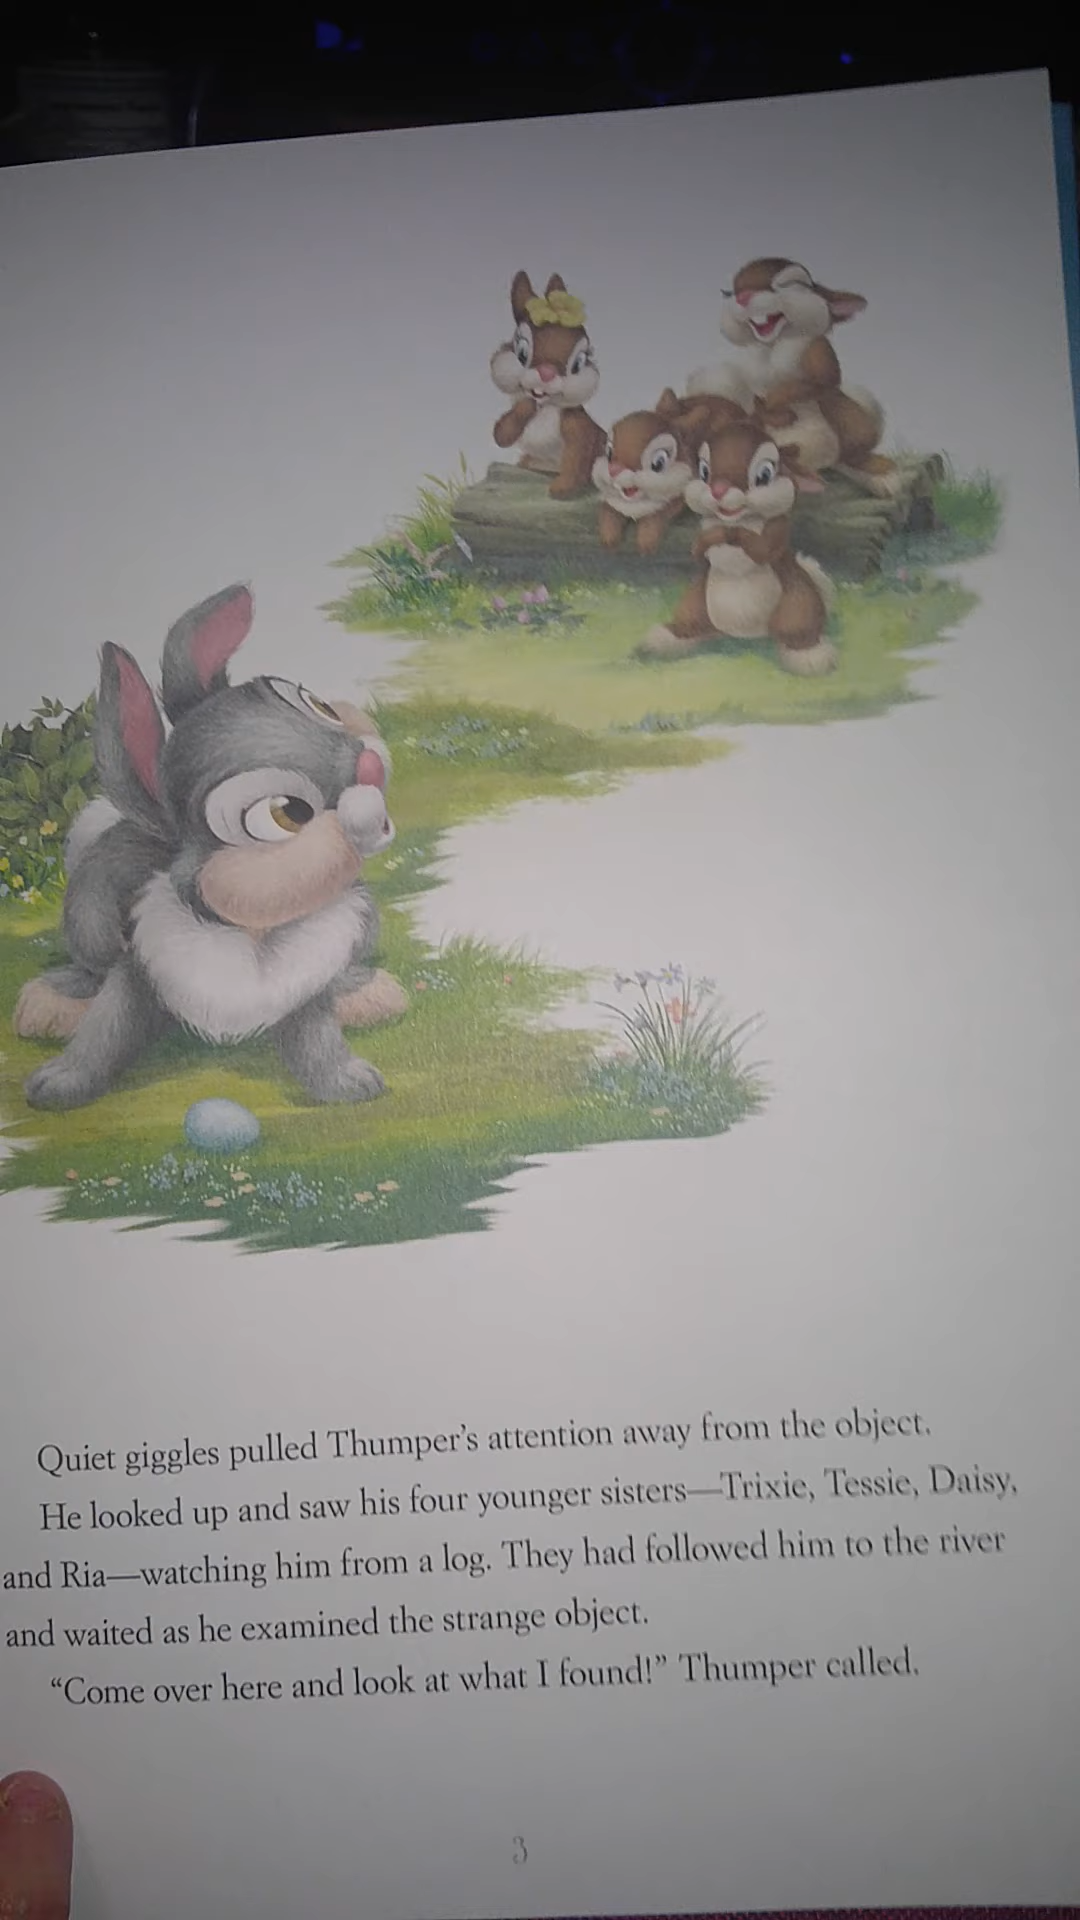 Quiet giggles pulled Thumper's attention away from the object.
He looked up and saw his four younger sisters—Trixie, Tessie, Daisy,
and Ria—watching him from a log. They had followed him to the river
and waited as he examined the strange object.
“Come over here and look at what I found!” Thumper called.
3